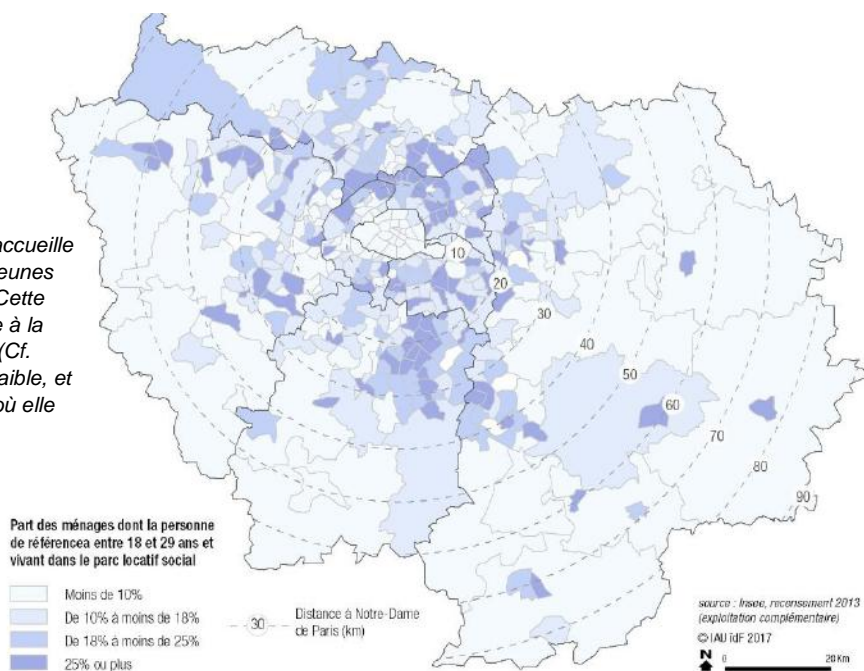 accueille
eunes
Cette
e à la
(Cf.
aible, et
où elle
10
20
30
40
50
60
70
80
90
Part des ménages dont la personne
de référencea entre 18 et 29 ans et
vivant dans le parc locatif social
Moins de 10%
De 10% à moins de 18%
De 18% à moins de 25%
25% ou plus
30
Distance à Notre-Dame
de Paris (km)
source : Insee, recensement 2013
(exploitation complémentaire)
© IAU îdF 2017
N
0 20 Km